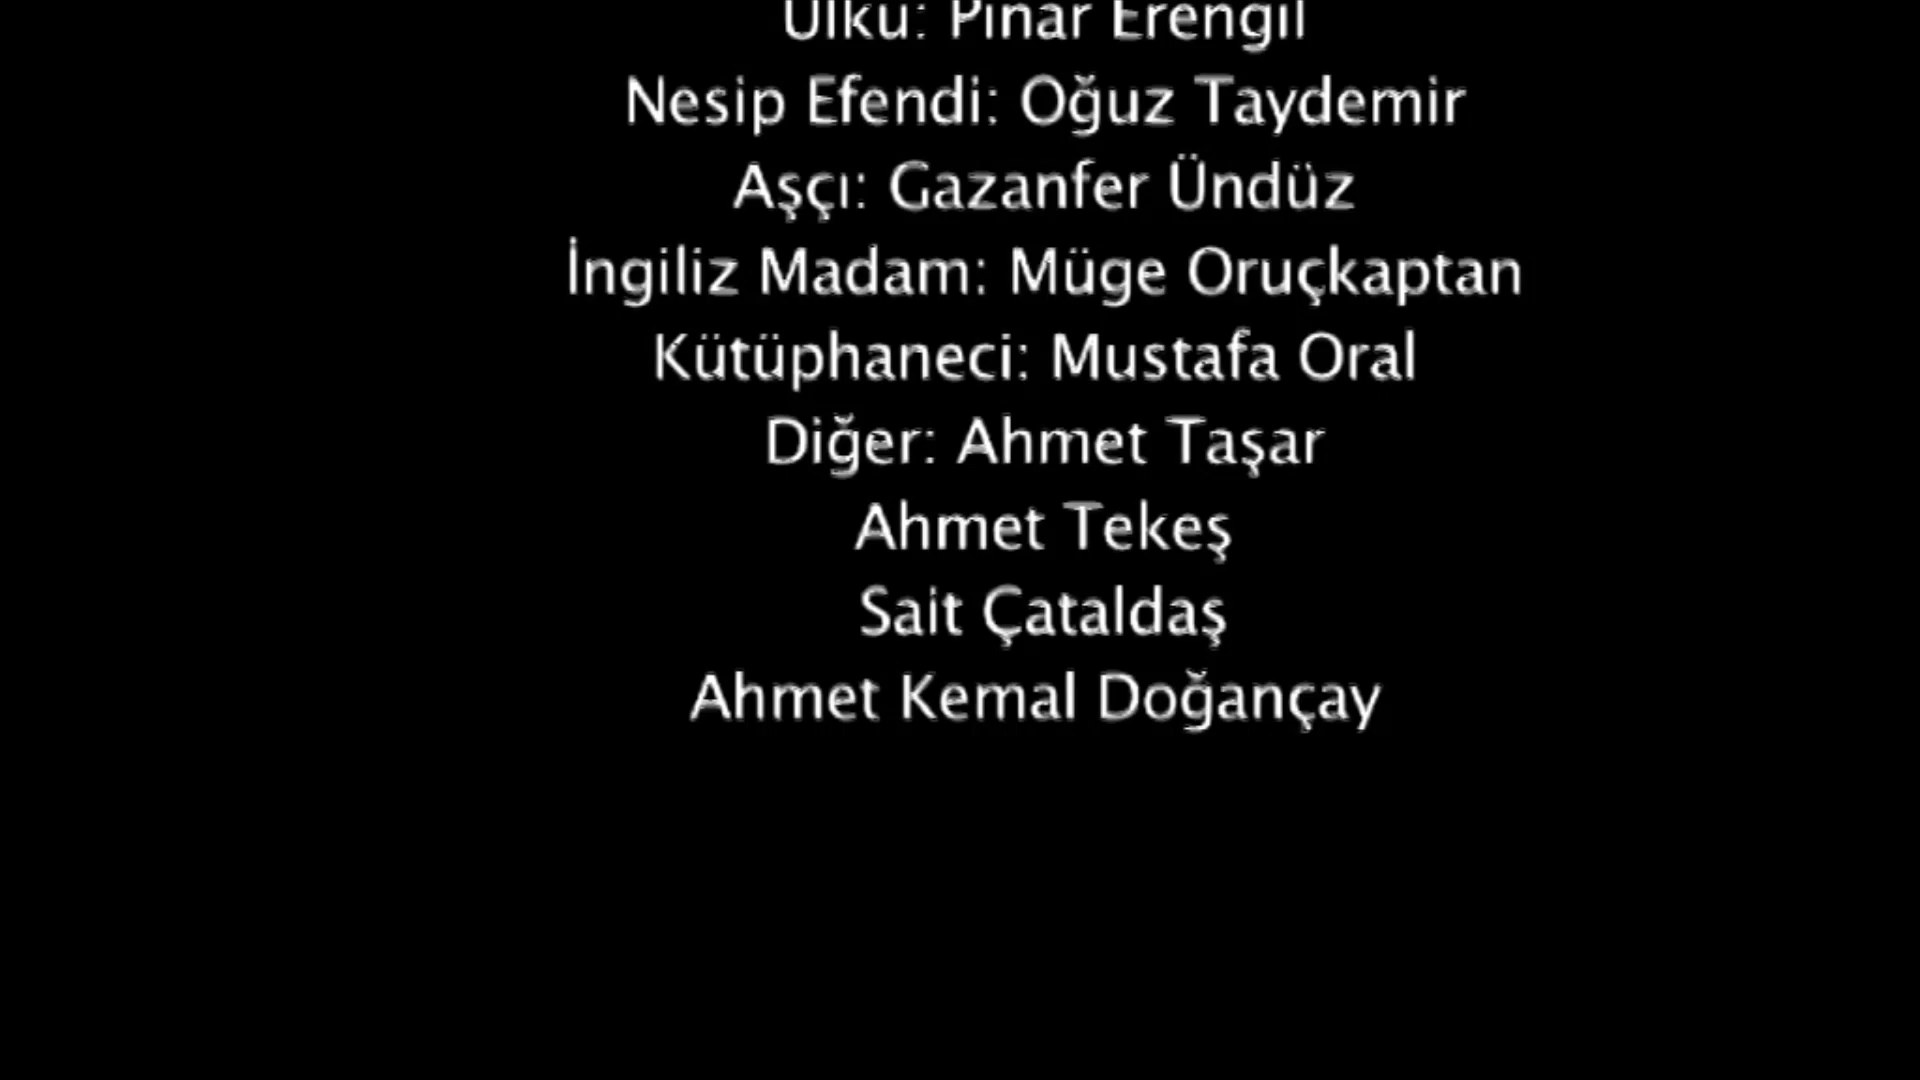 Ülkü: Pınar Erengil
Nesip Efendi: Oğuz Taydemir
Aşçı: Gazanfer Ündüz
İngiliz Madam: Müge Oruçkaptan
Kütüphaneci: Mustafa Oral
Diğer: Ahmet Taşar
Ahmet Tekeş
Sait Çataldaş
Ahmet Kemal Doğançay